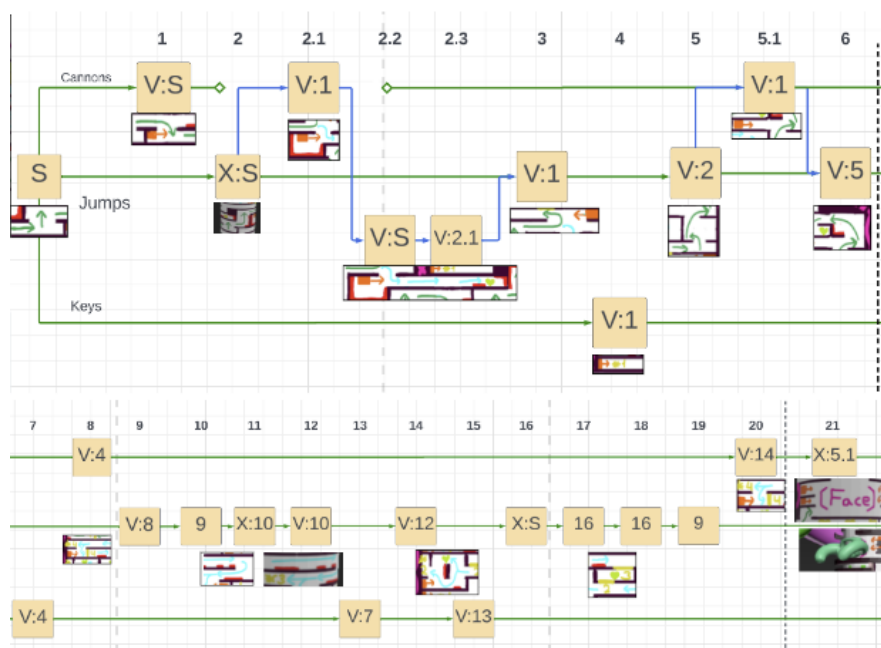 1 2 2.1 2.2 2.3 3 4 5 5.1 6
Cannons
V:S V:1 V:1
S X:S V:1 V:2 V:5
Jumps
V:S V:2.1
Keys
V:1
7 8 9 10 11 12 13 14 15 16 17 18 19 20 21
V:4 V:14 X:5.1
(Face)
V:8 9 X:10 V:10 V:12 X:S 16 16 9
V:4 V:7 V:13